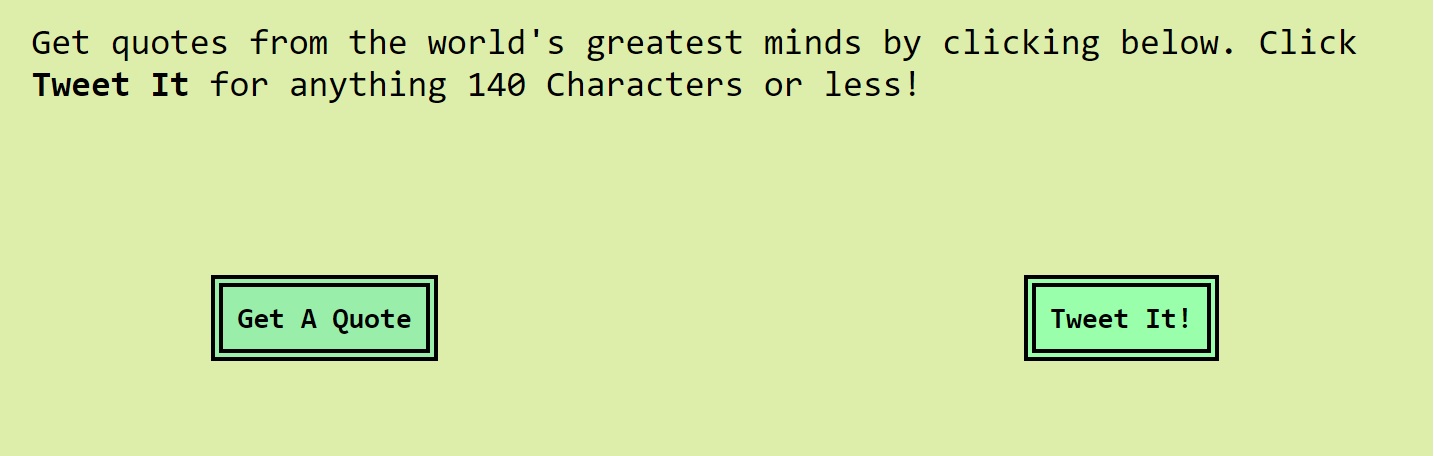 Get quotes from the world's greatest minds by clicking below. Click
Tweet It for anything 140 Characters or less!
Get A Quote
Tweet It!